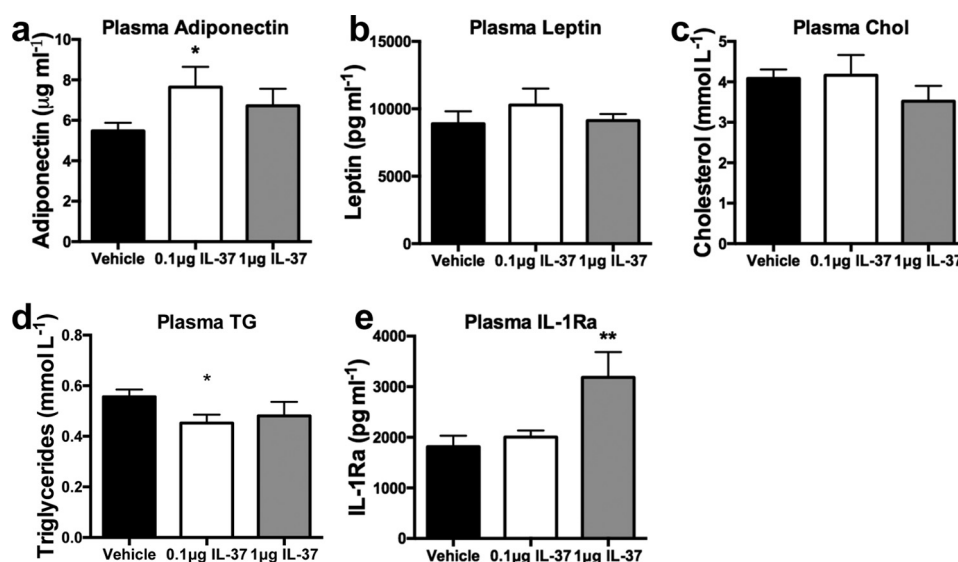 a
Plasma Adiponectin
Adiponectin (µg ml⁻¹)
8
6
4
2
0
*
Vehicle 0.1µg IL-37 1µg IL-37
b
Plasma Leptin
Leptin (pg ml⁻¹)
15000
10000
5000
0
Vehicle 0.1µg IL-37 1µg IL-37
c
Plasma Chol
Cholesterol (mmol L⁻¹)
5
4
3
2
1
0
Vehicle 0.1µg IL-37 1µg IL-37
d
Plasma TG
Triglycerides (mmol L⁻¹)
0.8
0.6
0.4
0.2
0.0
*
Vehicle 0.1µg IL-37 1µg IL-37
e
Plasma IL-1Ra
IL-1Ra (pg ml⁻¹)
4000
3000
2000
1000
0
**
Vehicle 0.1µg IL-37 1µg IL-37